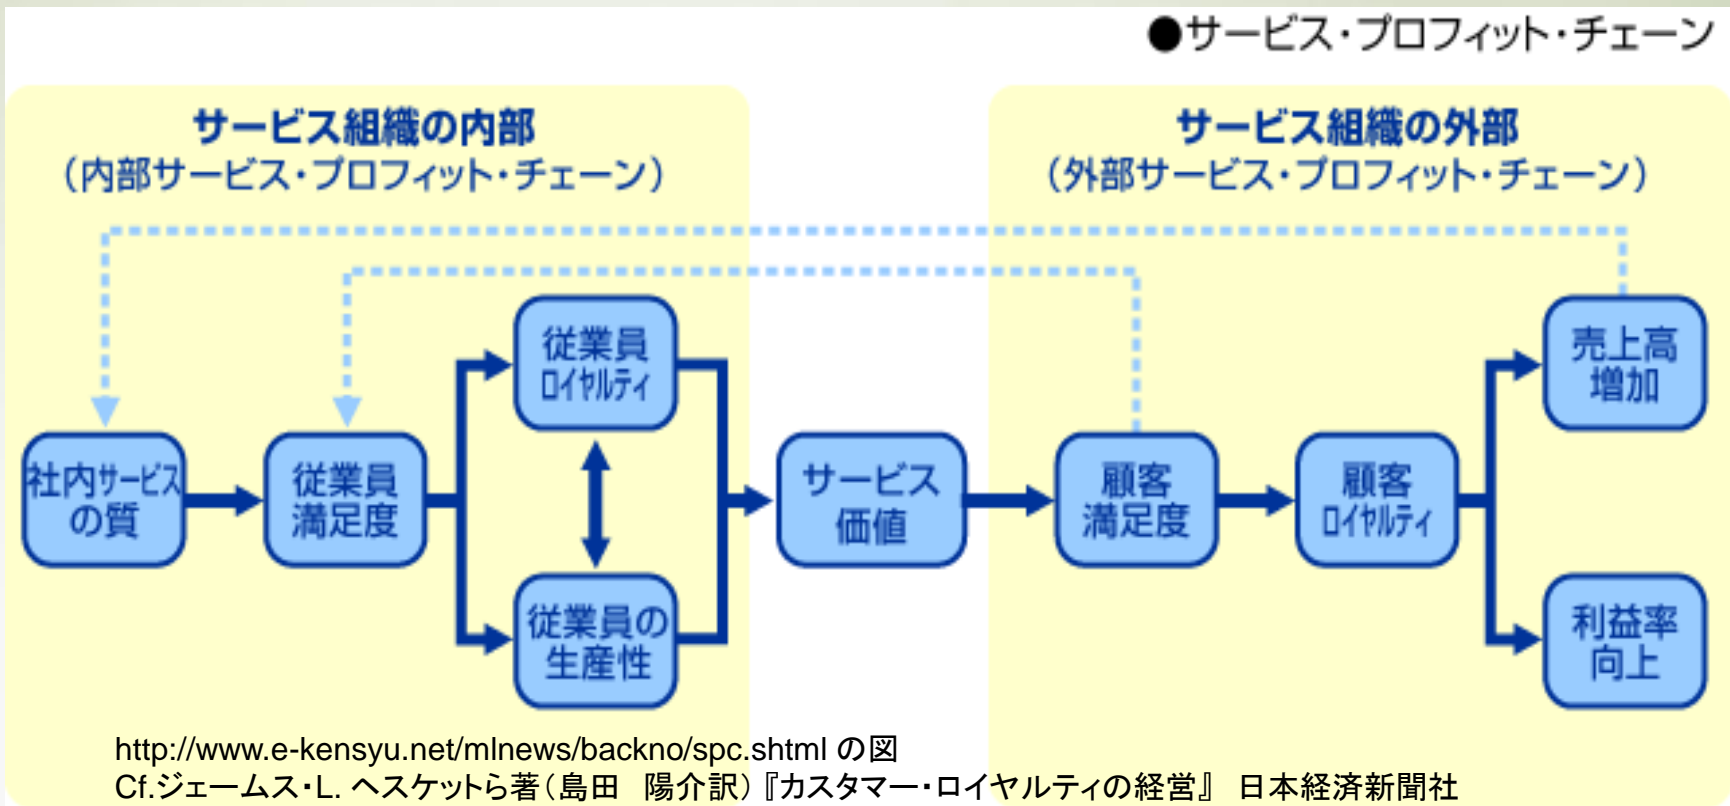 ●サービス・プロフィット・チェーン
サービス組織の内部
（内部サービス・プロフィット・チェーン）
サービス組織の外部
（外部サービス・プロフィット・チェーン）
社内サービス
の質
従業員
満足度
従業員
ロイヤルティ
従業員の
生産性
サービス
価値
顧客
満足度
顧客
ロイヤルティ
売上高
増加
利益率
向上
http://www.e-kensyu.net/mlnews/backno/spc.shtml の図
Cf.ジェームス・L. ヘスケットら著（島田　陽介訳）『カスタマー・ロイヤルティの経営』 日本経済新聞社